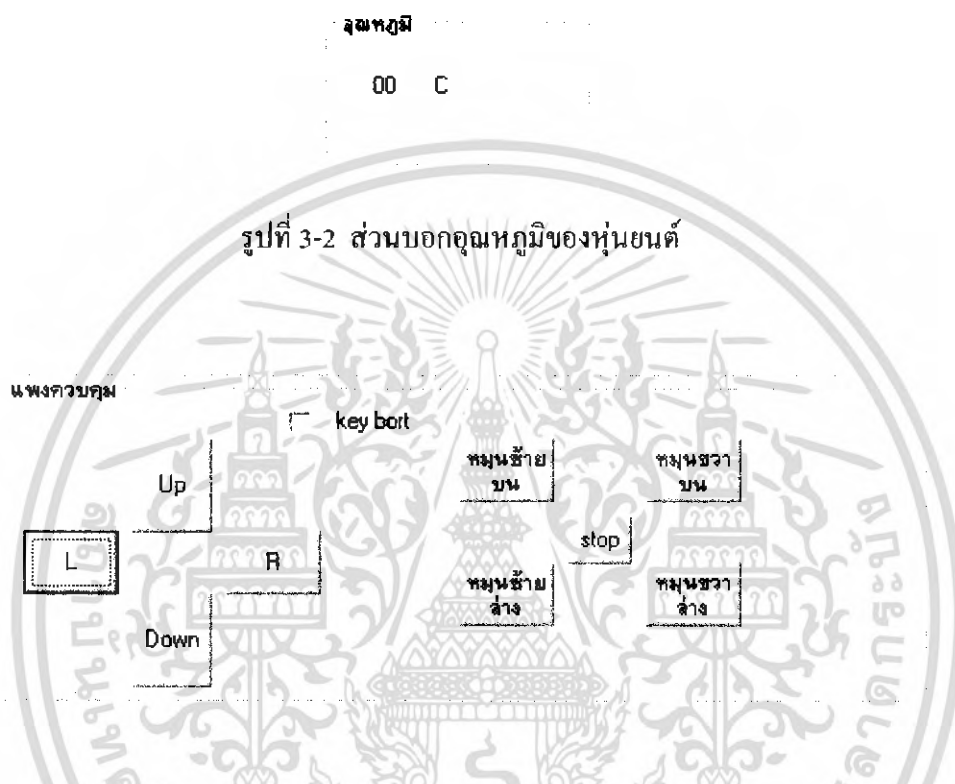 อุณหภูมิ
00 C
รูปที่ 3-2 ส่วนบอกอุณหภูมิของหุ่นยนต์
แพงควบคุม
key bort
Up
L
R
Down
หมุนซ้าย
บน
หมุนขวา
บน
stop
หมุนซ้าย
ล่าง
หมุนขวา
ล่าง